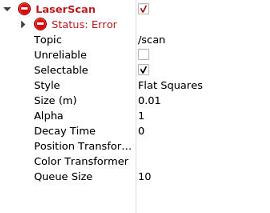 LaserScan
Status: Error
Topic /scan
Unreliable
Selectable
Style Flat Squares
Size (m) 0.01
Alpha 1
Decay Time 0
Position Transfor...
Color Transformer
Queue Size 10